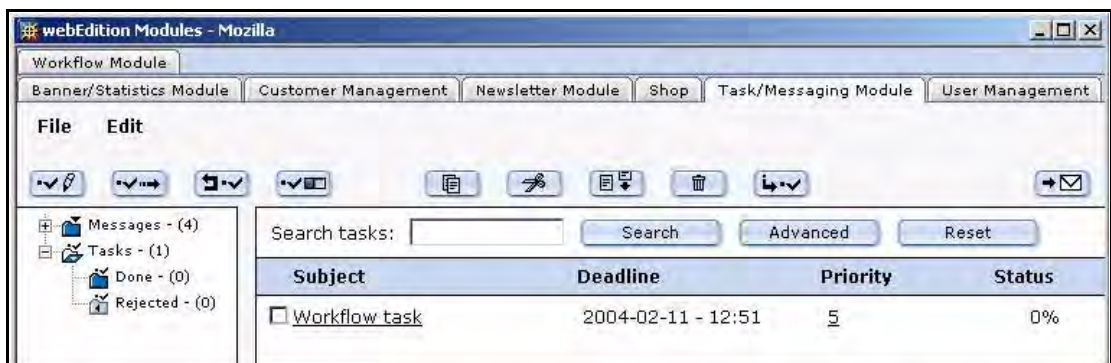 webEdition Modules - Mozilla
Workflow Module
Banner/Statistics Module Customer Management Newsletter Module Shop Task/Messaging Module User Management
File Edit
Messages - (4)
Tasks - (1)
Done - (0)
Rejected - (0)
Search tasks: Search Advanced Reset
Subject Deadline Priority Status
Workflow task 2004-02-11 - 12:51 5 0%